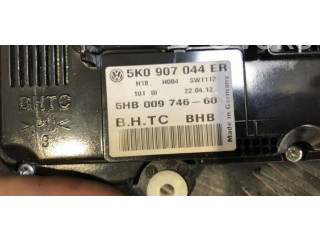 5K0 907 044 ER
H18 H004 SW1112
101 III 22.04.12
5HB 009 746-60
B.H.T.C BHB
Made in Germany
B.H.T.C